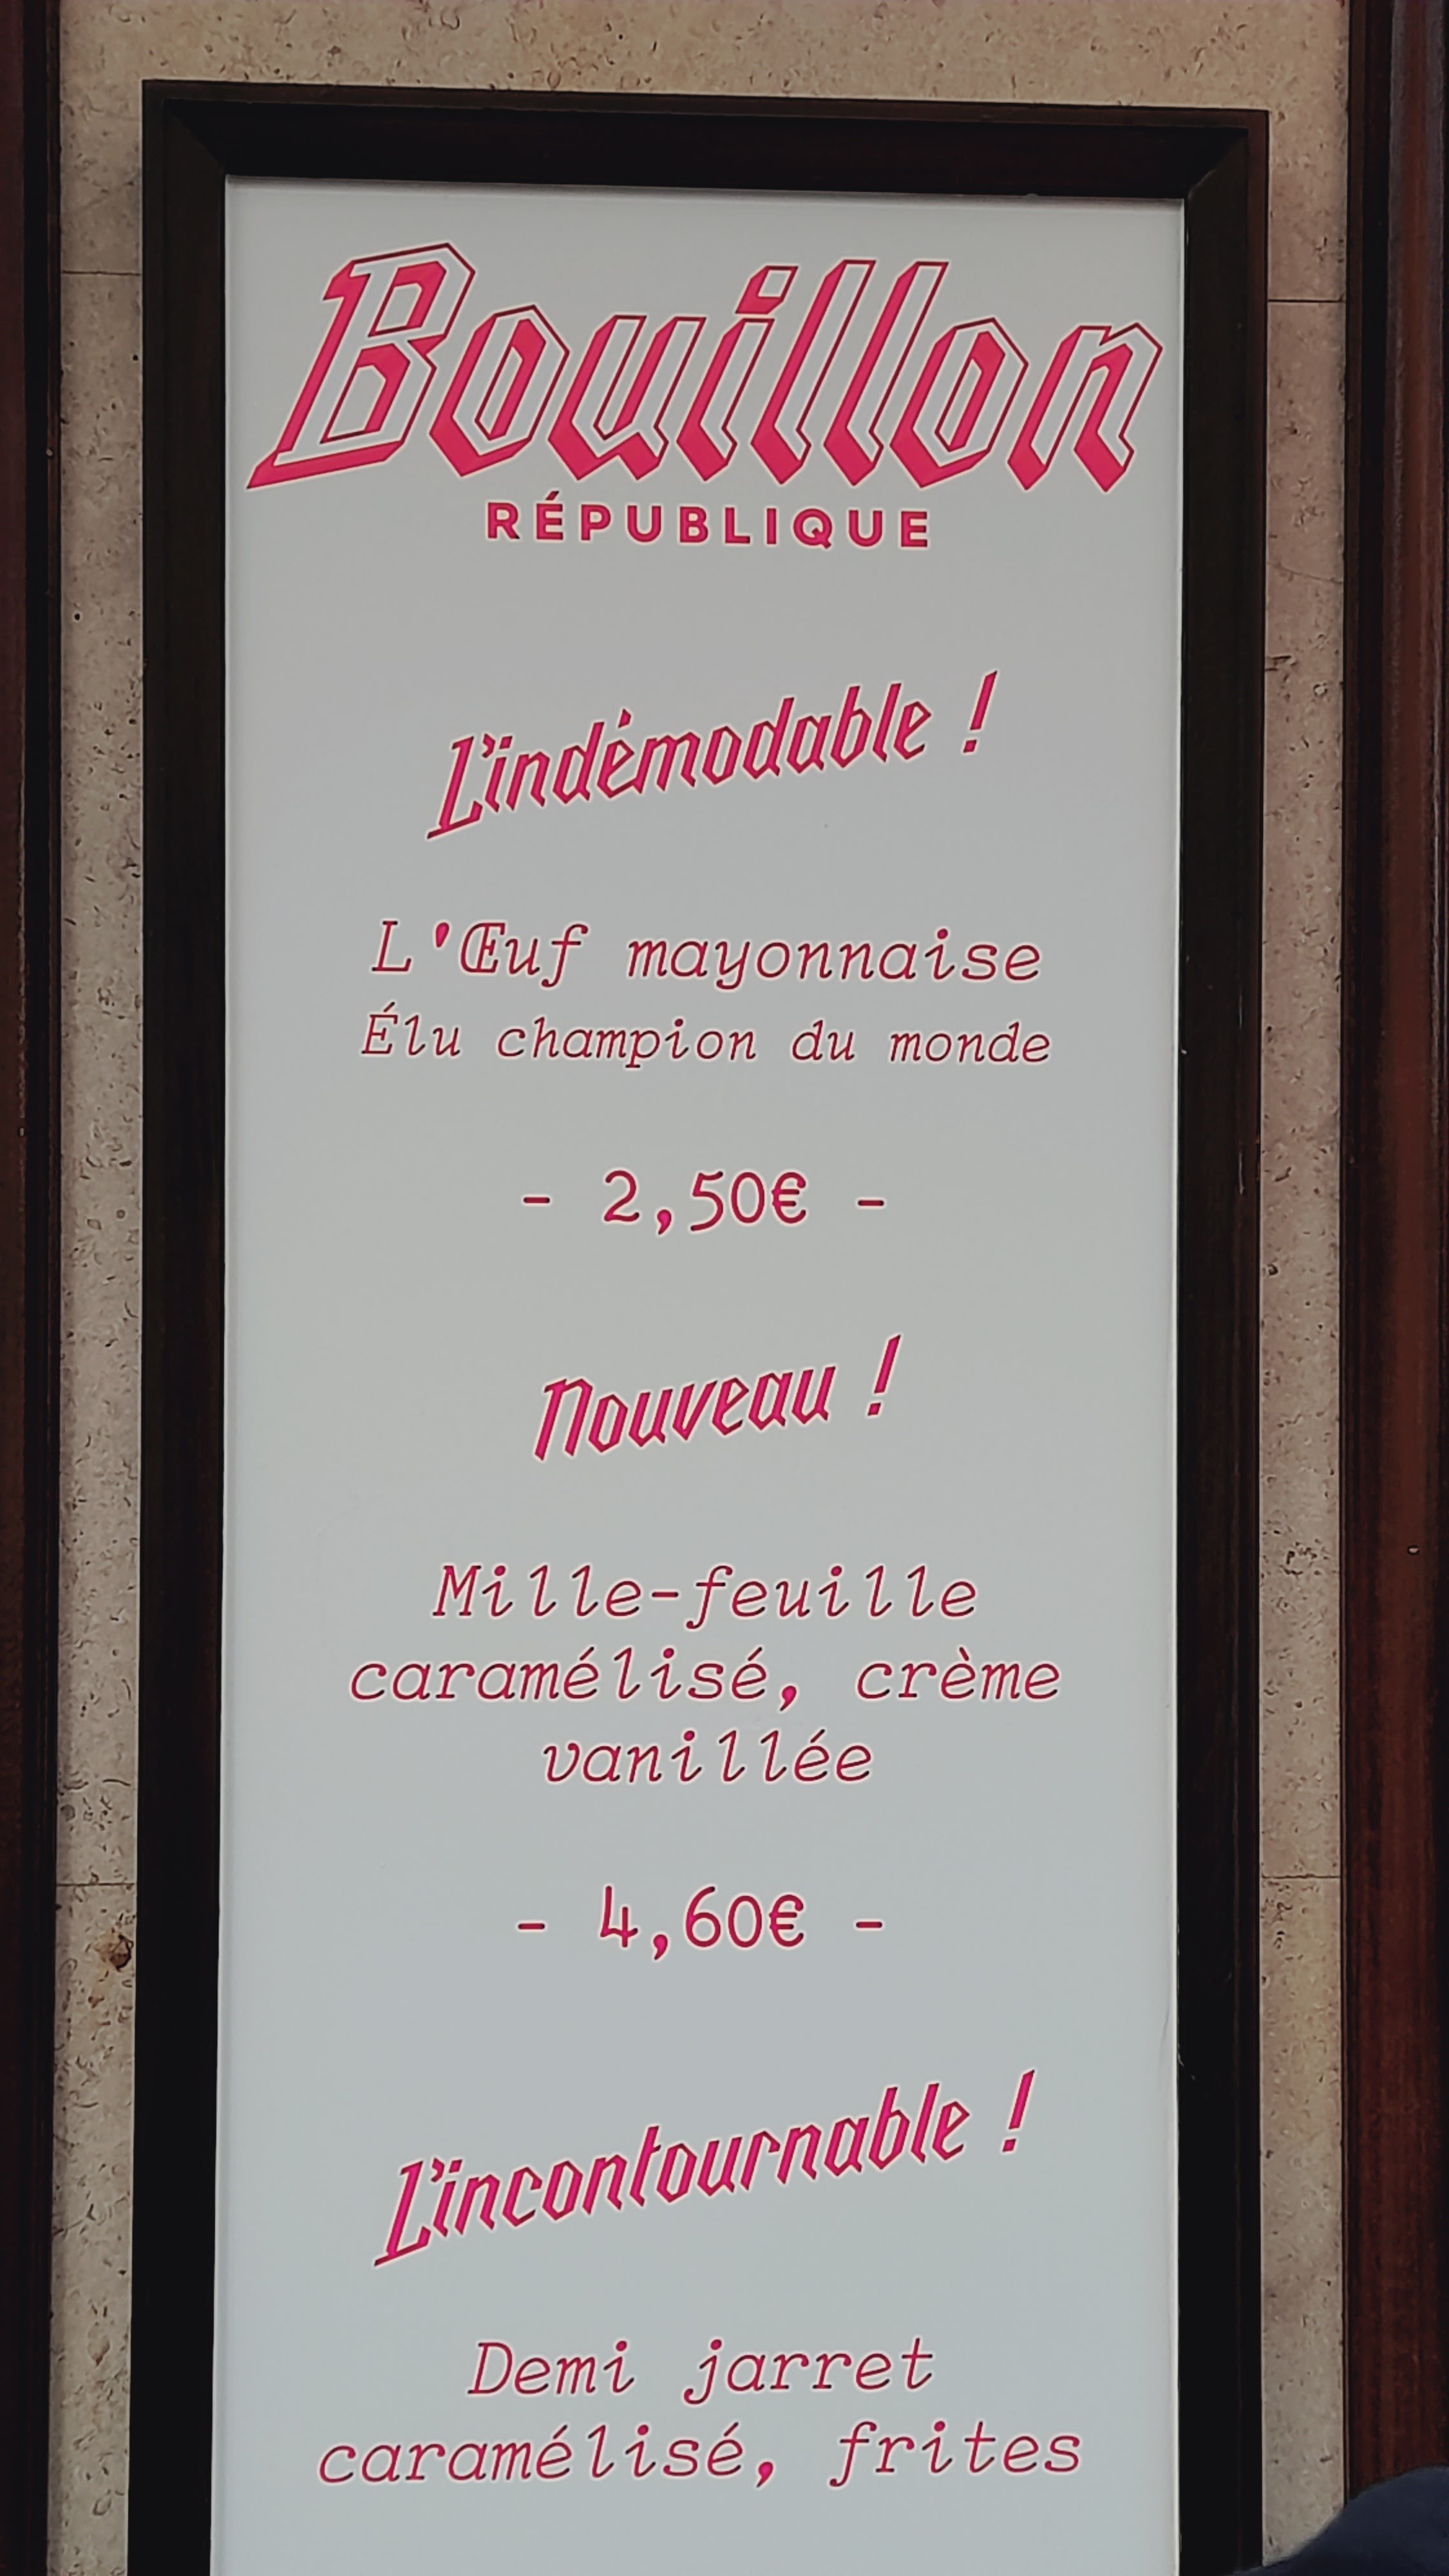 Bouillon
RÉPUBLIQUE
L'indémodable !
L'Œuf mayonnaise
Élu champion du monde
- 2,50€ -
Nouveau !
Mille-feuille
caramélisé, crème
vanillée
- 4,60€ -
L'incontournable !
Demi jarret
caramélisé, frites